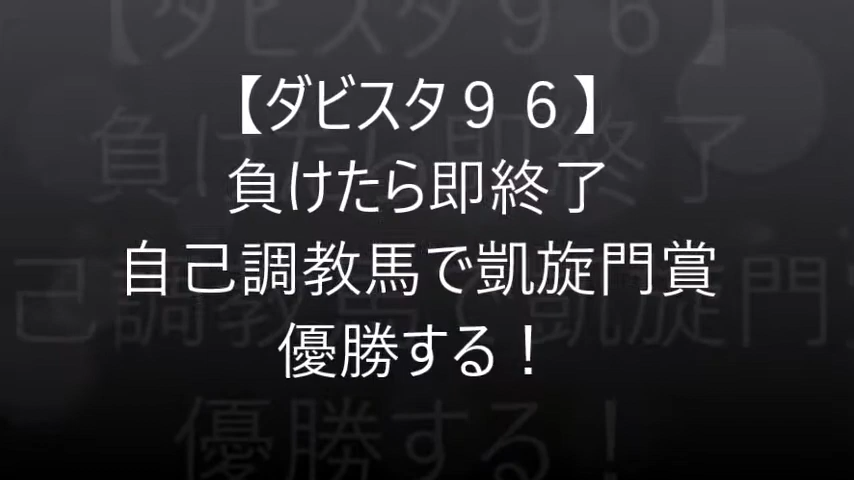 【ダビスタ９６】
負けたら即終了
自己調教馬で凱旋門賞
優勝する！